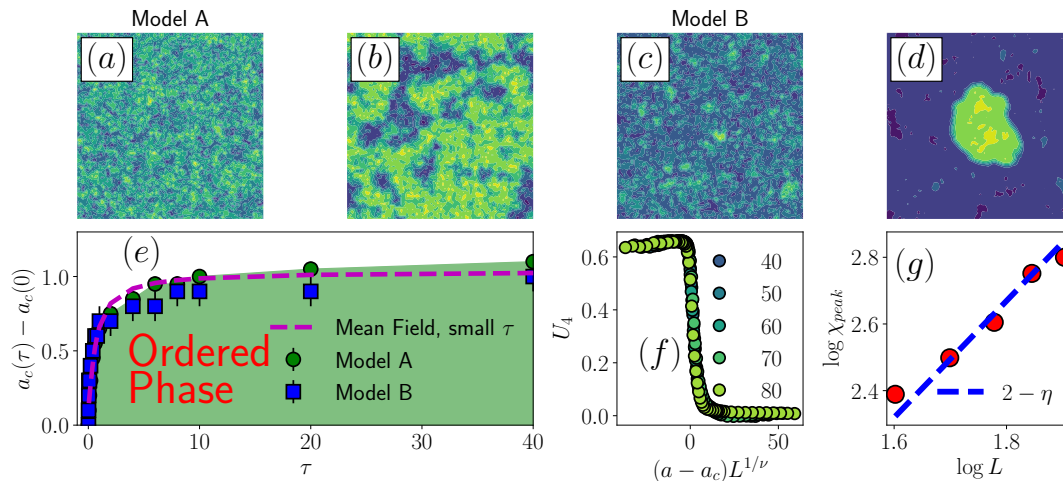 Model A
Model B
(a)
(b)
(c)
(d)
a_c(τ) − a_c(0)
1.0
0.5
0.0
(e)
Ordered
Phase
Mean Field, small τ
Model A
Model B
0
10
20
30
40
τ
U_4
0.6
0.4
0.2
0.0
(f)
40
50
60
70
80
0
50
(a − a_c)L^{1/ν}
log χ_{peak}
2.8
2.6
2.4
(g)
2 − η
1.6
1.8
log L